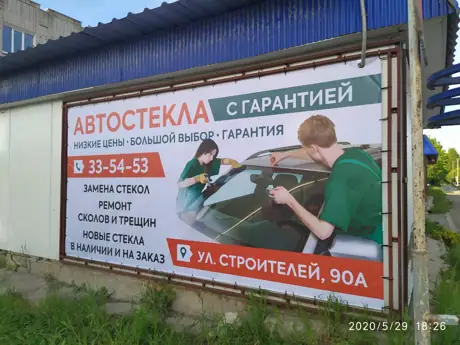 АВТОСТЕКЛА
С ГАРАНТИЕЙ
НИЗКИЕ ЦЕНЫ · БОЛЬШОЙ ВЫБОР · ГАРАНТИЯ
33-54-53
ЗАМЕНА СТЕКОЛ
РЕМОНТ
СКОЛОВ И ТРЕЩИН
НОВЫЕ СТЕКЛА
В НАЛИЧИИ И НА ЗАКАЗ
УЛ. СТРОИТЕЛЕЙ, 90А
2020/5/29 18:26